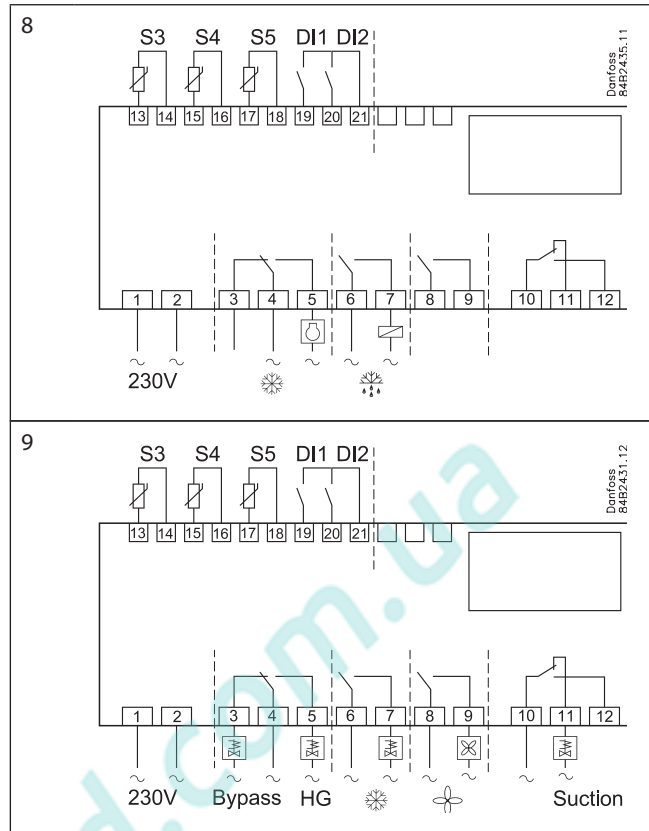 8
S3 S4 S5 DI1 DI2
Danfoss
84B2435.11
13 14 15 16 17 18 19 20 21
1 2 3 4 5 6 7 8 9 10 11 12
230V
9
S3 S4 S5 DI1 DI2
Danfoss
84B2431.12
13 14 15 16 17 18 19 20 21
1 2 3 4 5 6 7 8 9 10 11 12
230V Bypass HG Suction
d.com.ua